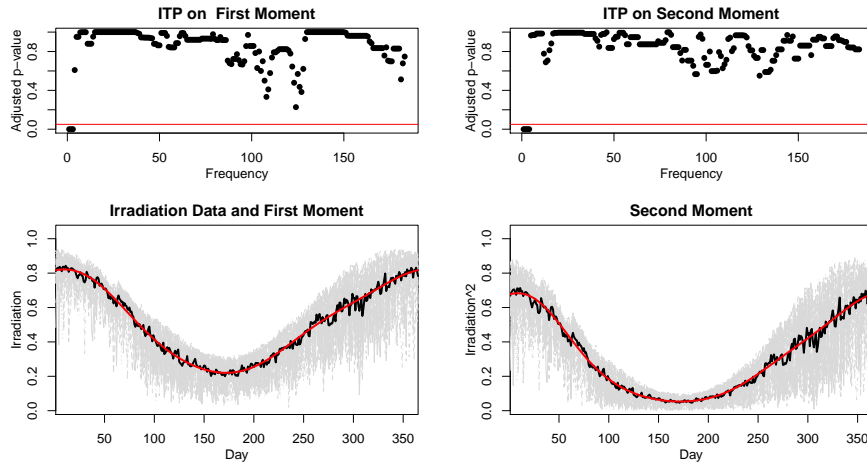 ITP on First Moment
Adjusted p-value
0.0 0.4 0.8
0 50 100 150
Frequency
ITP on Second Moment
Adjusted p-value
0.0 0.4 0.8
0 50 100 150
Frequency
Irradiation Data and First Moment
Irradiation
0.0 0.2 0.4 0.6 0.8 1.0
50 100 150 200 250 300 350
Day
Second Moment
Irradiation^2
0.0 0.2 0.4 0.6 0.8 1.0
50 100 150 200 250 300 350
Day